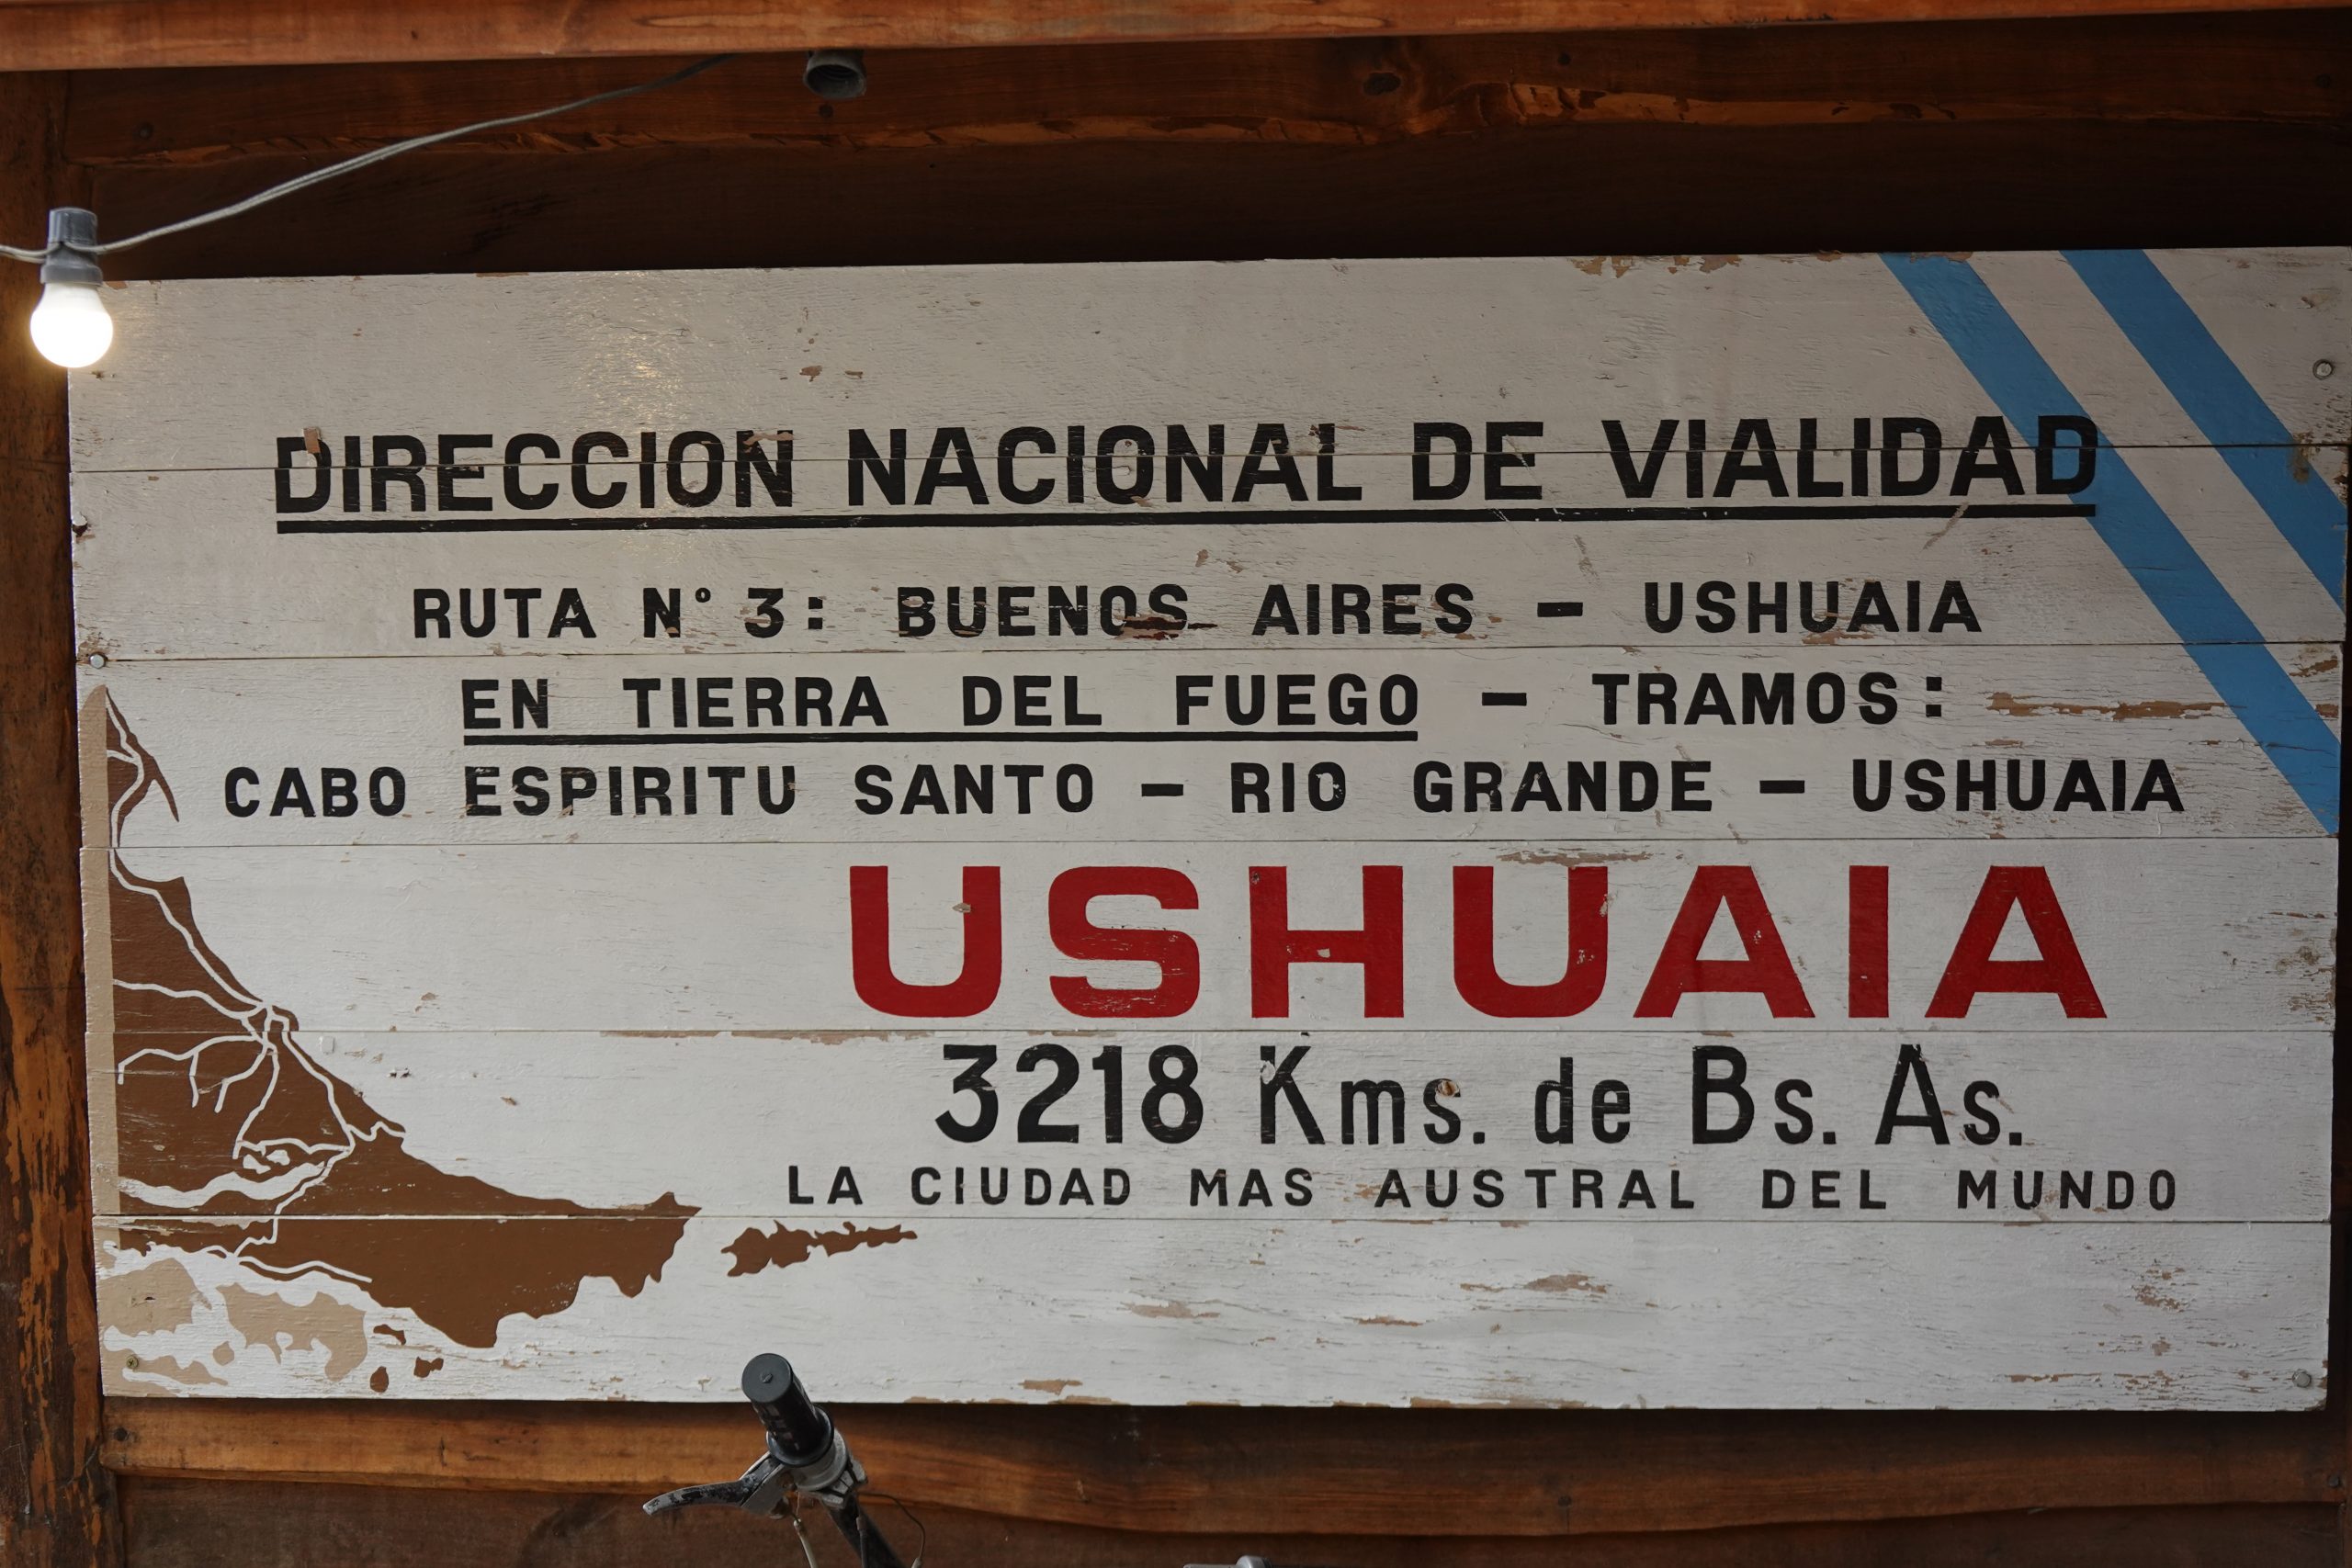 DIRECCION NACIONAL DE VIALIDAD
RUTA N° 3: BUENOS AIRES – USHUAIA
EN TIERRA DEL FUEGO – TRAMOS:
CABO ESPIRITU SANTO – RIO GRANDE – USHUAIA
USHUAIA
3218 Kms. de Bs. As.
LA CIUDAD MAS AUSTRAL DEL MUNDO